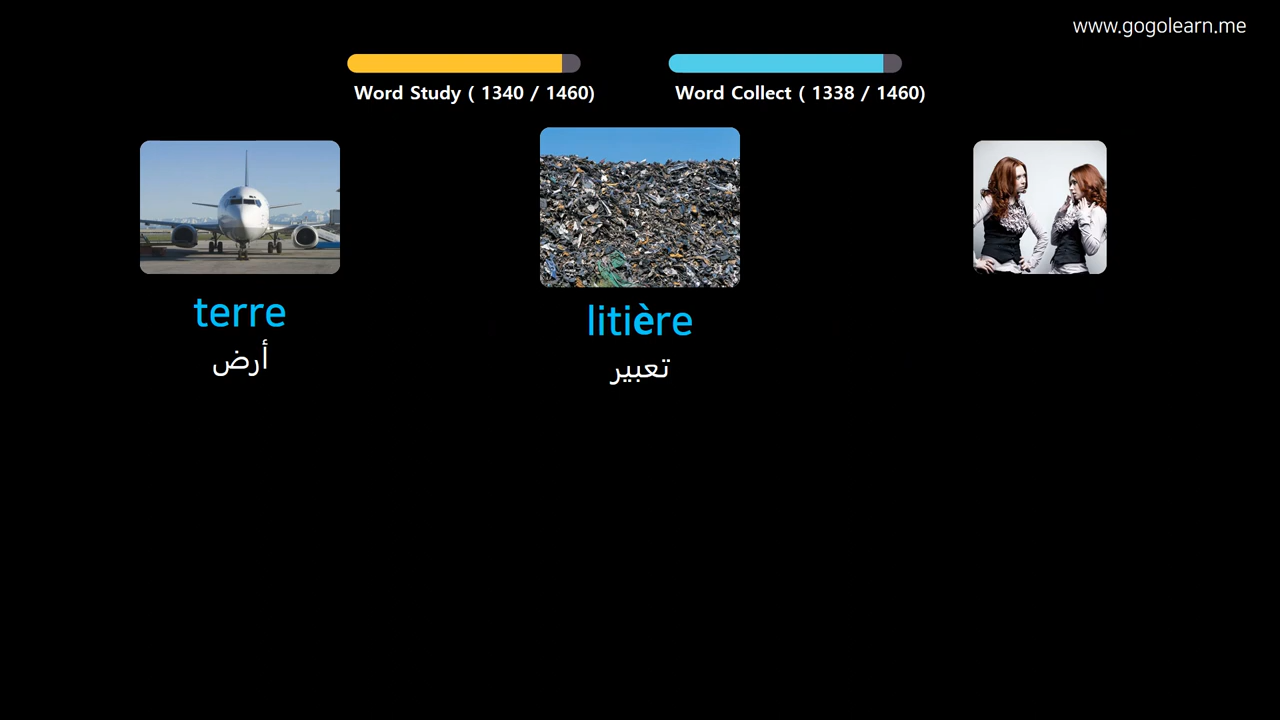 www.gogolearn.me
Word Study ( 1340 / 1460)
Word Collect ( 1338 / 1460)
terre
أرض
litière
تعبير